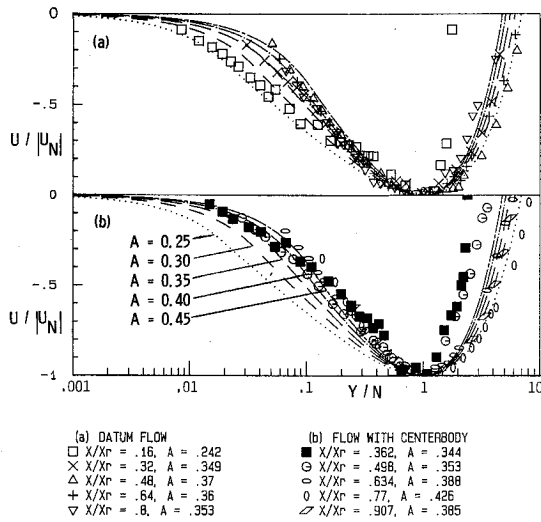 0
(a)
-.5
U / |U_N|
0
(b)
A = 0.25
A = 0.30
A = 0.35
A = 0.40
A = 0.45
-.5
U / |U_N|
-1
.001 .01 .1 Y / N 1 10
(a) DATUM FLOW
□ X/Xr = .16, A = .242
× X/Xr = .32, A = .349
△ X/Xr = .48, A = .37
+ X/Xr = .64, A = .36
▽ X/Xr = .8, A = .353
(b) FLOW WITH CENTERBODY
■ X/Xr = .362, A = .344
X/Xr = .498, A = .353
X/Xr = .634, A = .388
X/Xr = .77, A = .426
X/Xr = .907, A = .385